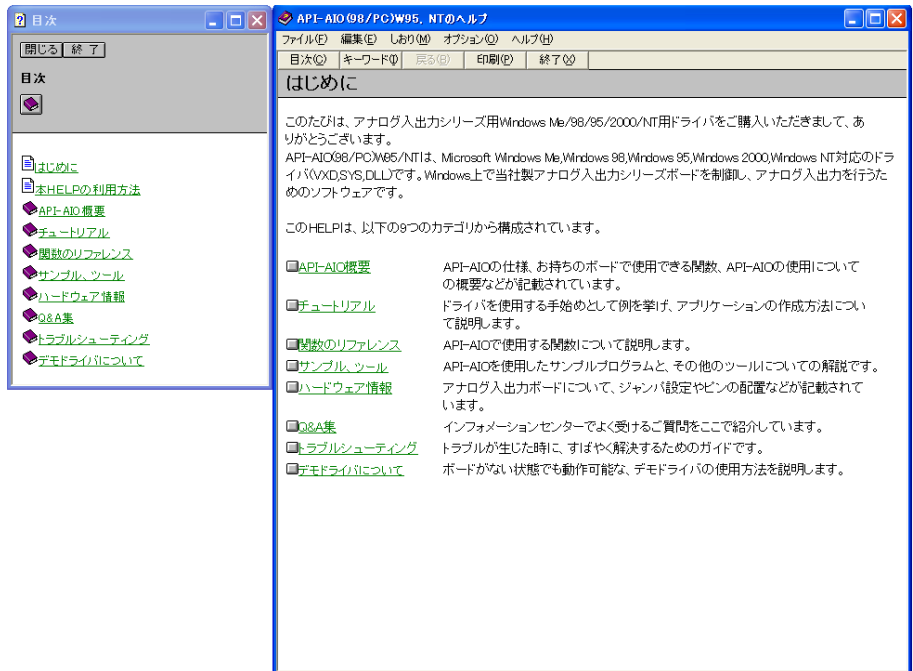 目次
閉じる 終了
目次
はじめに
本HELPの利用方法
API-AIO概要
チュートリアル
関数のリファレンス
サンプル、ツール
ハードウェア情報
Q&A集
トラブルシューティング
デモドライバについて
API-AIO(98/PC)W95, NTのヘルプ
ファイル(F) 編集(E) しおり(M) オプション(O) ヘルプ(H)
目次(C) キーワード(I) 戻る(B) 印刷(P) 終了(X)
はじめに
このたびは、アナログ入出力シリーズ用Windows Me/98/95/2000/NT用ドライバをご購入いただきまして、あ
りがとうございます。
API-AIO(98/PC)W95/NTは、Microsoft Windows Me,Windows 98,Windows 95,Windows 2000,Windows NT対応のドラ
イバ(VXD,SYS,DLL)です。Windows上で当社製アナログ入出力シリーズボードを制御し、アナログ入出力を行うた
めのソフトウェアです。
このHELPは、以下の9つのカテゴリから構成されています。
API-AIO概要 API-AIOの仕様、お持ちのボードで使用できる関数、API-AIOの使用について
の概要などが記載されています。
チュートリアル ドライバを使用する手始めとして例を挙げ、アプリケーションの作成方法につい
て説明します。
関数のリファレンス API-AIOで使用する関数について説明します。
サンプル、ツール API-AIOを使用したサンプルプログラムと、その他のツールについての解説です。
ハードウェア情報 アナログ入出力ボードについて、ジャンパ設定やピンの配置などが記載されて
います。
Q&A集 インフォメーションセンターでよく受けるご質問をここで紹介しています。
トラブルシューティング トラブルが生じた時に、すばやく解決するためのガイドです。
デモドライバについて ボードがない状態でも動作可能な、デモドライバの使用方法を説明します。